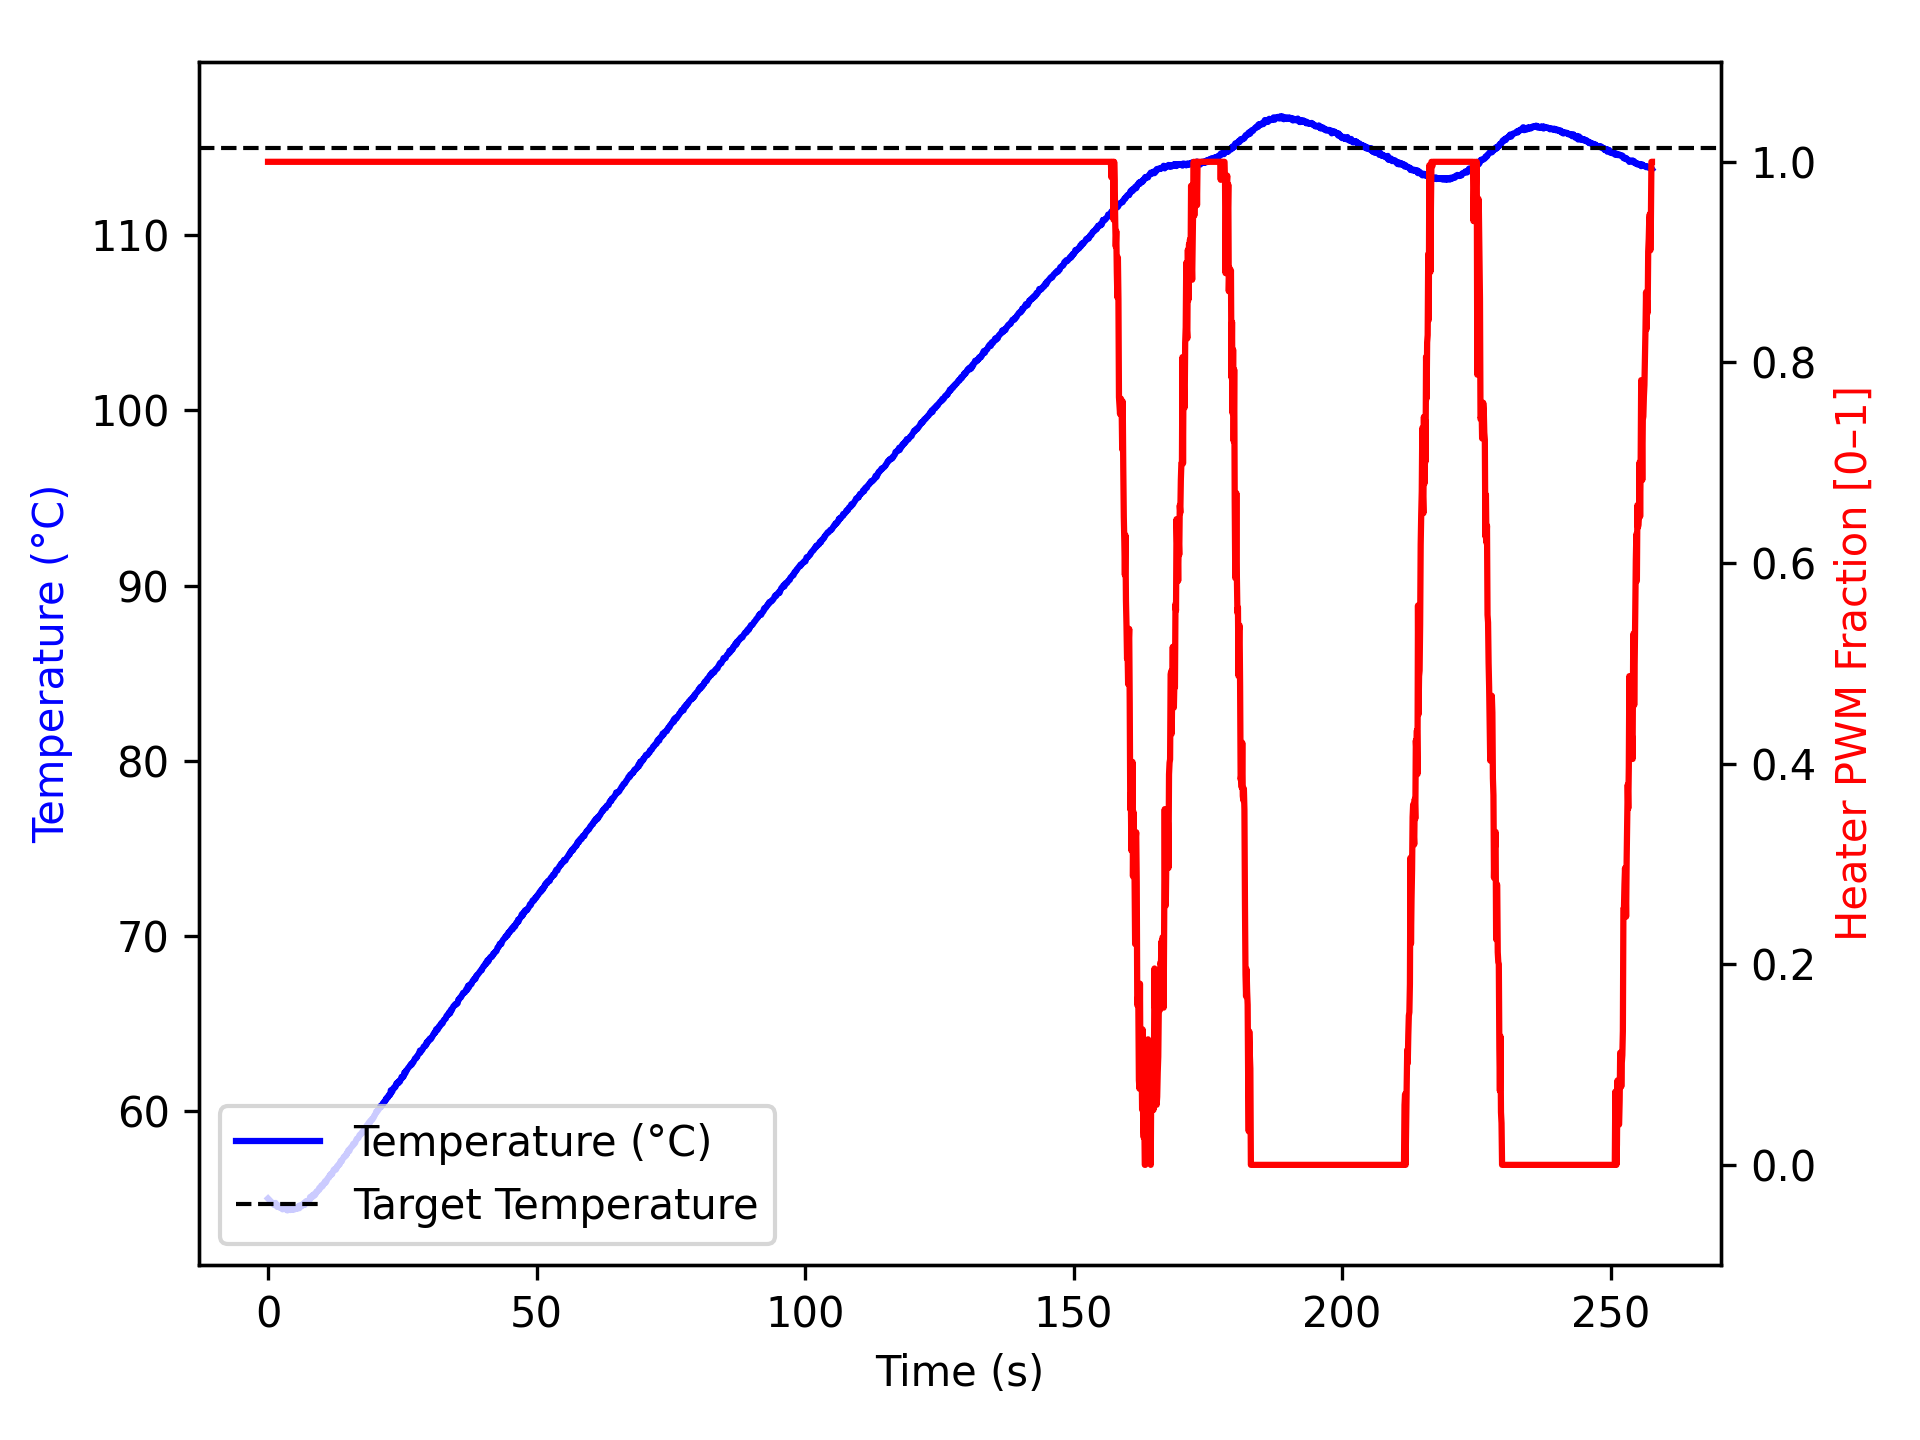 110
100
90
80
70
60
Temperature (°C)
1.0
0.8
0.6
0.4
0.2
0.0
Heater PWM Fraction [0–1]
Temperature (°C)
Target Temperature
0 50 100 150 200 250
Time (s)